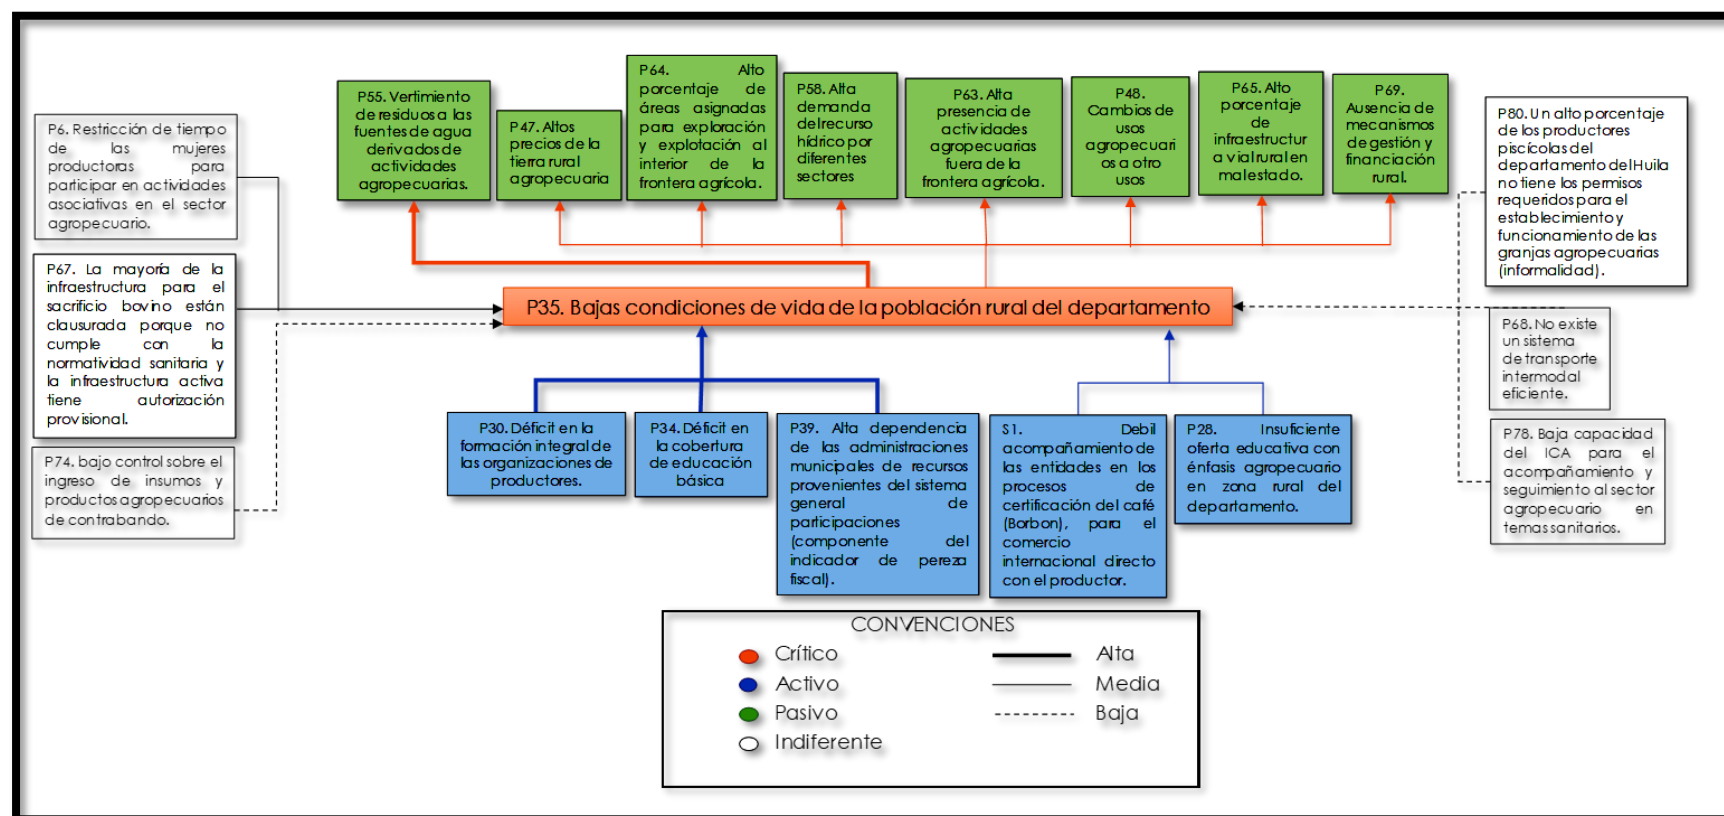 P6. Restricción de tiempo
de las mujeres
productoras para
participar en actividades
asociativas en el sector
agropecuario.
P67. La mayoría de la
infraestructura para el
sacrificio bovino están
clausurada porque no
cumple con la
normatividad sanitaria y
la infraestructura activa
tiene autorización
provisional.
P74. bajo control sobre el
ingreso de insumos y
productos agropecuarios
de contrabando.
P55. Vertimiento
de residuos a las
fuentes de agua
derivados de
actividades
agropecuarias.
P47. Altos
precios de la
tierra rural
agropecuaria
P64. Alto
porcentaje de
áreas asignadas
para exploración
y explotación al
interior de la
frontera agrícola.
P58. Alta
demanda
del recurso
hídrico por
diferentes
sectores
P63. Alta
presencia de
actividades
agropecuarias
fuera de la
frontera agrícola.
P48.
Cambios de
usos
agropecuari
os a otro
usos
P65. Alto
porcentaje
de
infraestructur
a vial rural en
mal estado.
P69.
Ausencia de
mecanismos
de gestión y
financiación
rural.
P80. Un alto porcentaje
de los productores
piscícolas del
departamento del Huila
no tiene los permisos
requeridos para el
establecimiento y
funcionamiento de las
granjas agropecuarias
(informalidad).
P35. Bajas condiciones de vida de la población rural del departamento
P68. No existe
un sistema
de transporte
intermodal
eficiente.
P78. Baja capacidad
del ICA para el
acompañamiento y
seguimiento al sector
agropecuario en
temas sanitarios.
P30. Déficit en la
formación integral de
las organizaciones de
productores.
P34. Déficit en
la cobertura
de educación
básica
P39. Alta dependencia
de las administraciones
municipales de recursos
provenientes del sistema
general de
participaciones
(componente del
indicador de pereza
fiscal).
S1. Debil
acompañamiento de
las entidades en los
procesos de
certificación del café
(Borbon), para el
comercio
internacional directo
con el productor.
P28. Insuficiente
oferta educativa con
énfasis agropecuario
en zona rural del
departamento.
CONVENCIONES
Crítico
Activo
Pasivo
Indiferente
Alta
Media
Baja